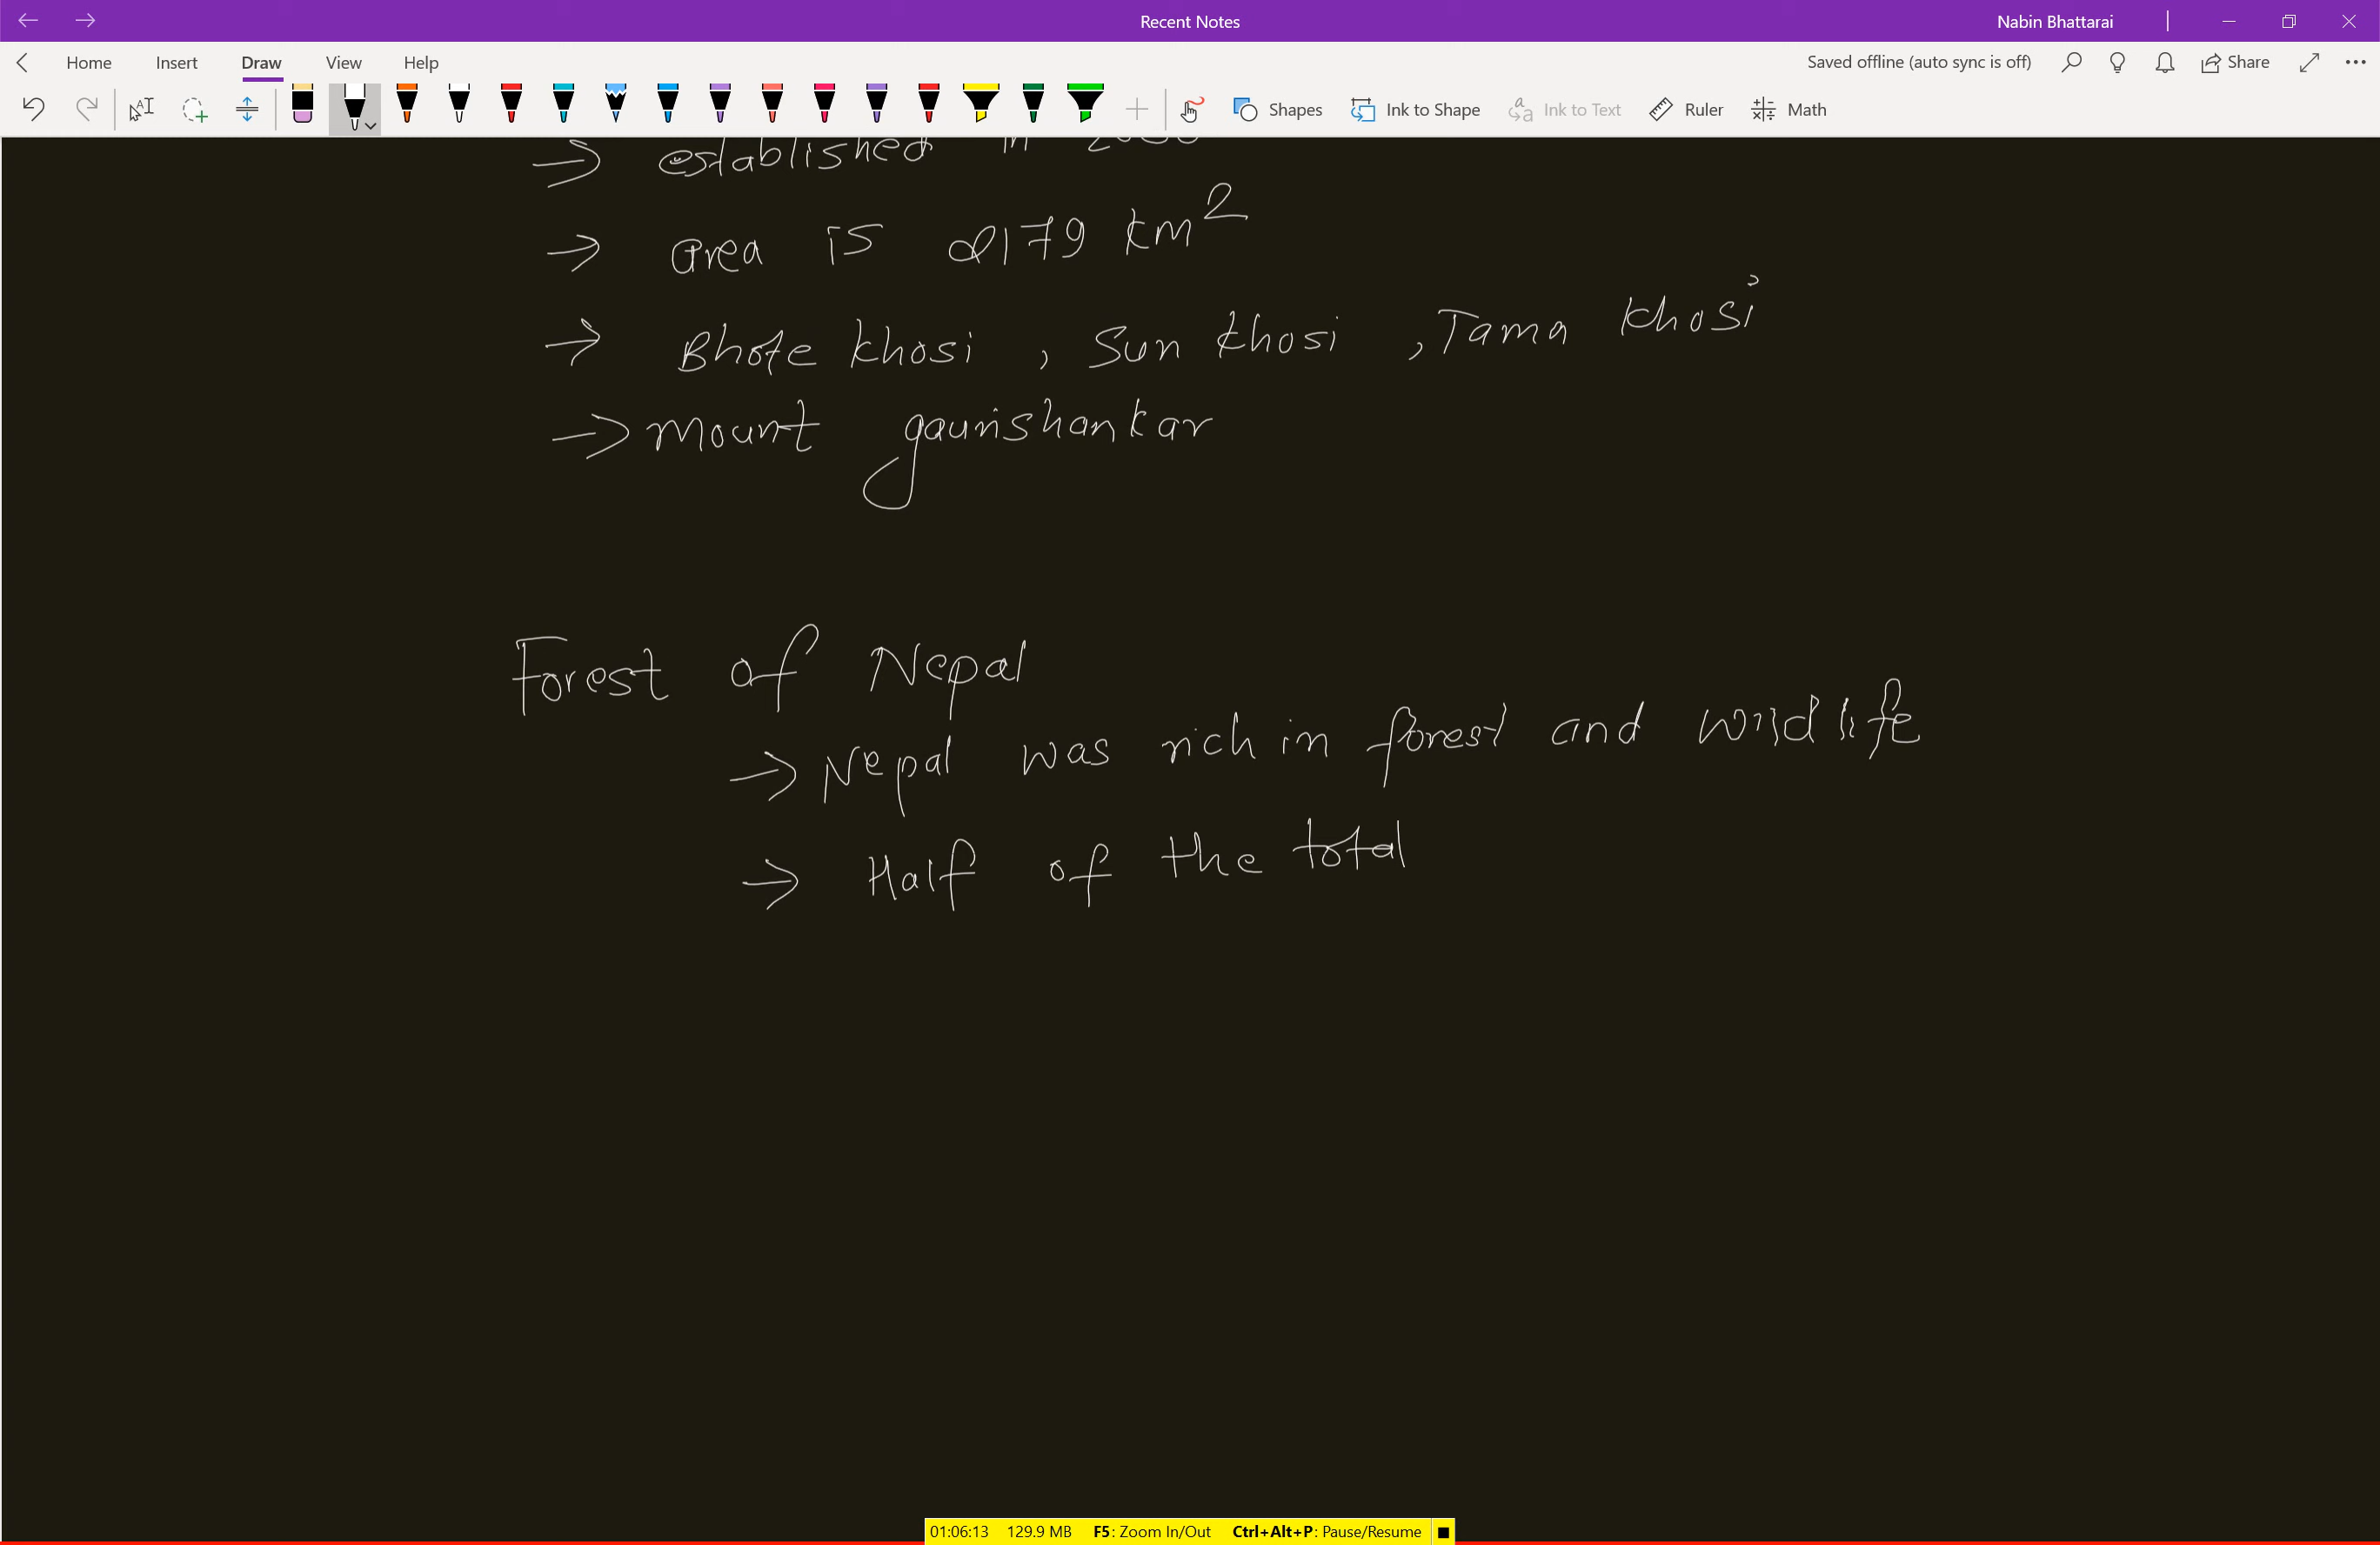 Recent Notes
Nabin Bhattarai
Home Insert Draw View Help
Saved offline (auto sync is off)
Share
Shapes Ink to Shape Ink to Text Ruler Math
→ established in
→ area is 2179 km²
→ Bhote khosi , Sun khosi , Tama khosi
→ mount gaurishankar
Forest of Nepal
→ Nepal was rich in forest and wildlife
→ Half of the total
01:06:13 129.9 MB F5: Zoom In/Out Ctrl+Alt+P: Pause/Resume